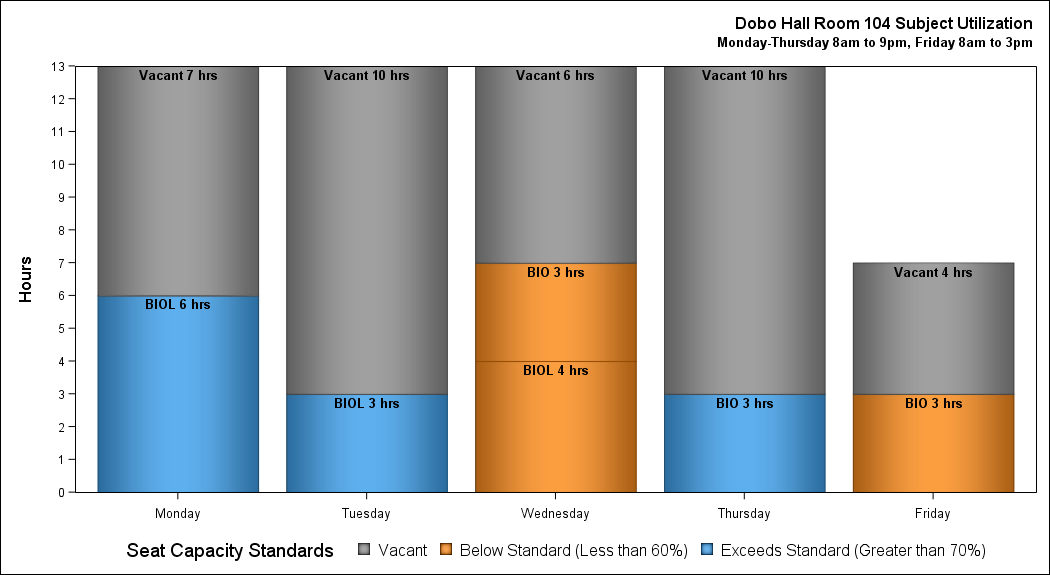 Dobo Hall Room 104 Subject Utilization
Monday-Thursday 8am to 9pm, Friday 8am to 3pm
Hours
13
12
11
10
9
8
7
6
5
4
3
2
1
0
Vacant 7 hrs
BIOL 6 hrs
Vacant 10 hrs
BIOL 3 hrs
Vacant 6 hrs
BIO 3 hrs
BIOL 4 hrs
Vacant 10 hrs
BIO 3 hrs
Vacant 4 hrs
BIO 3 hrs
Monday Tuesday Wednesday Thursday Friday
Seat Capacity Standards Vacant Below Standard (Less than 60%) Exceeds Standard (Greater than 70%)